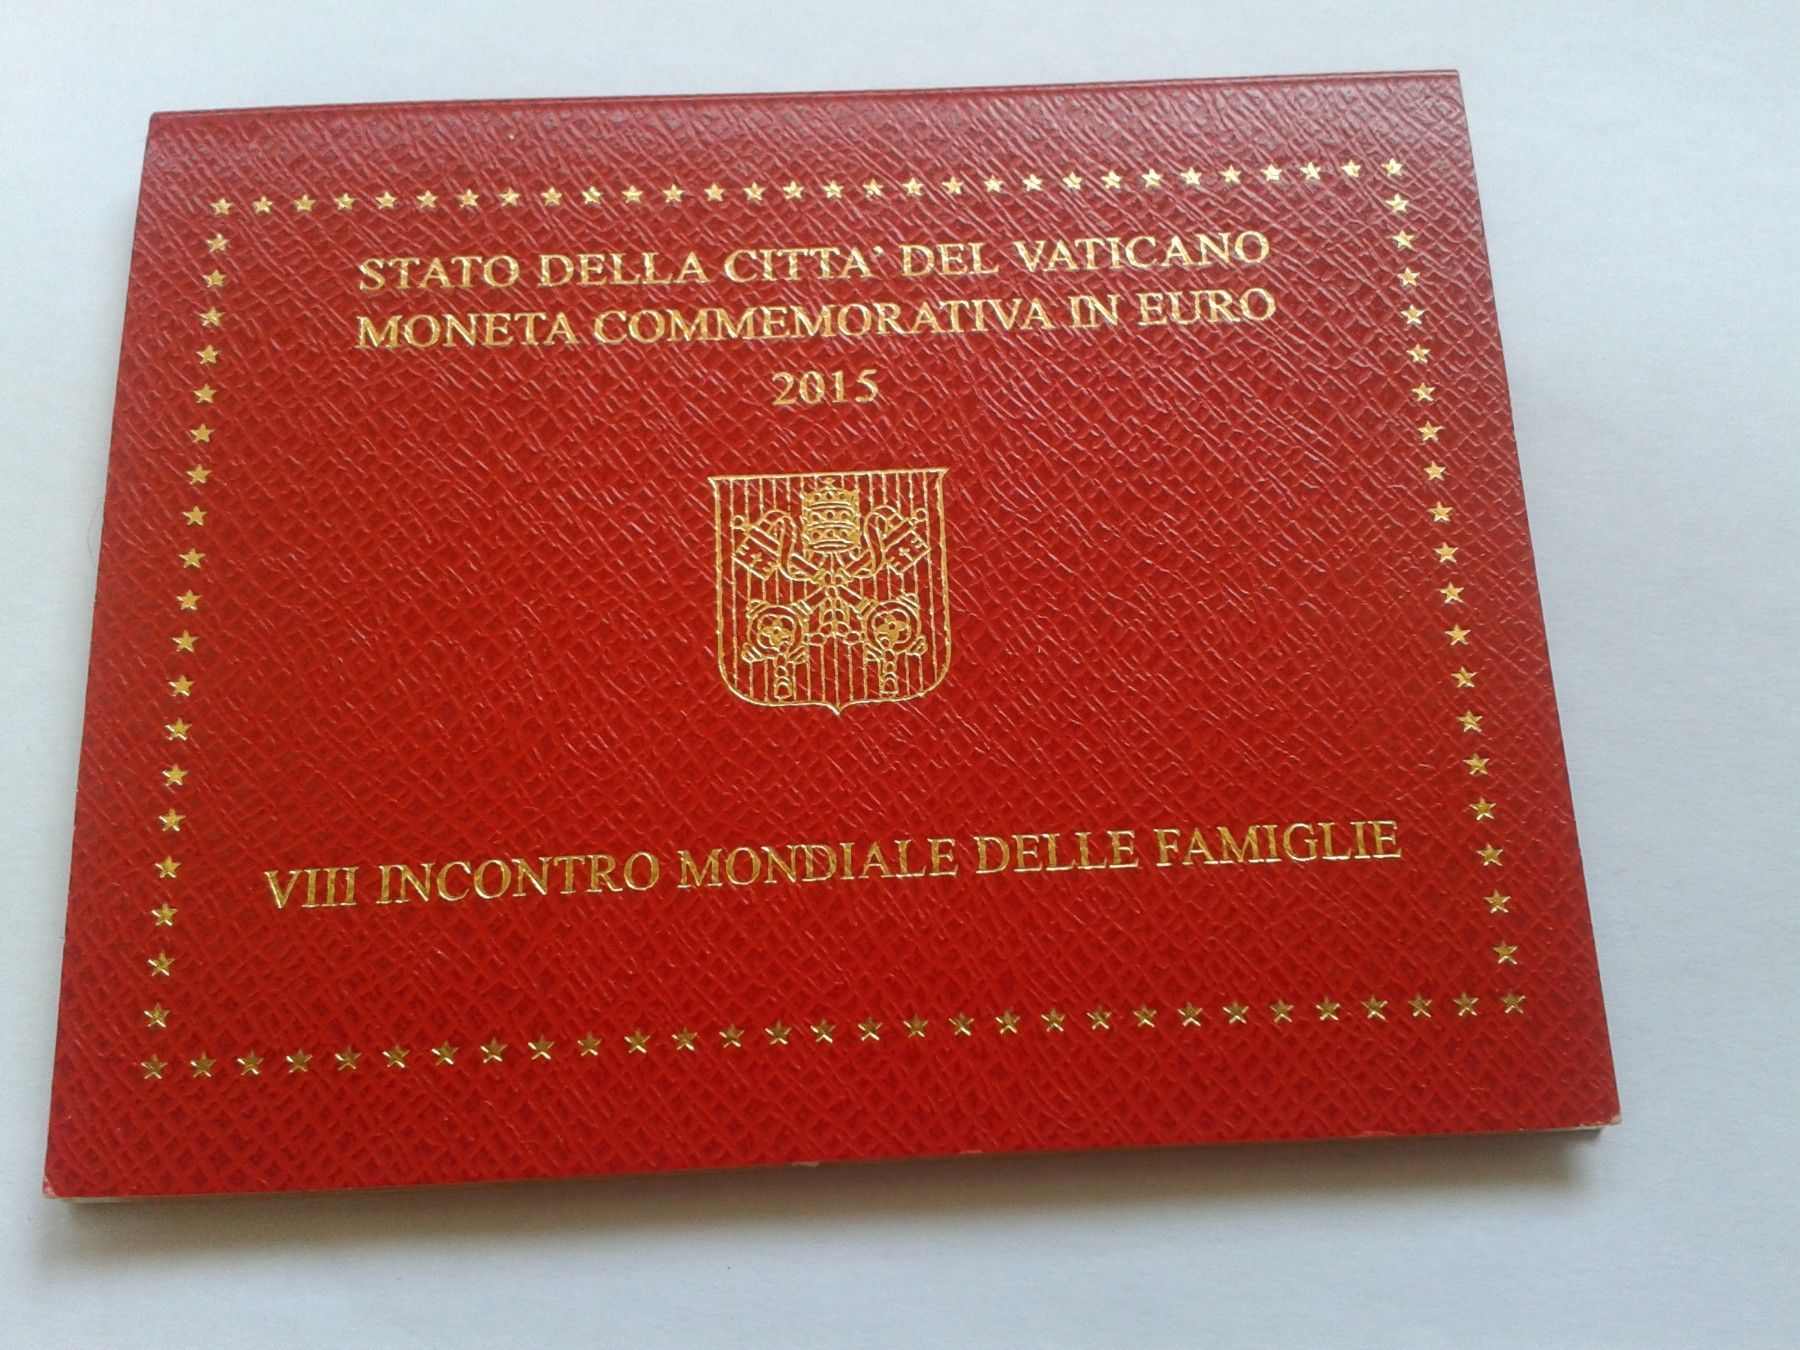 STATO DELLA CITTA' DEL VATICANO
MONETA COMMEMORATIVA IN EURO
2015
VIII INCONTRO MONDIALE DELLE FAMIGLIE